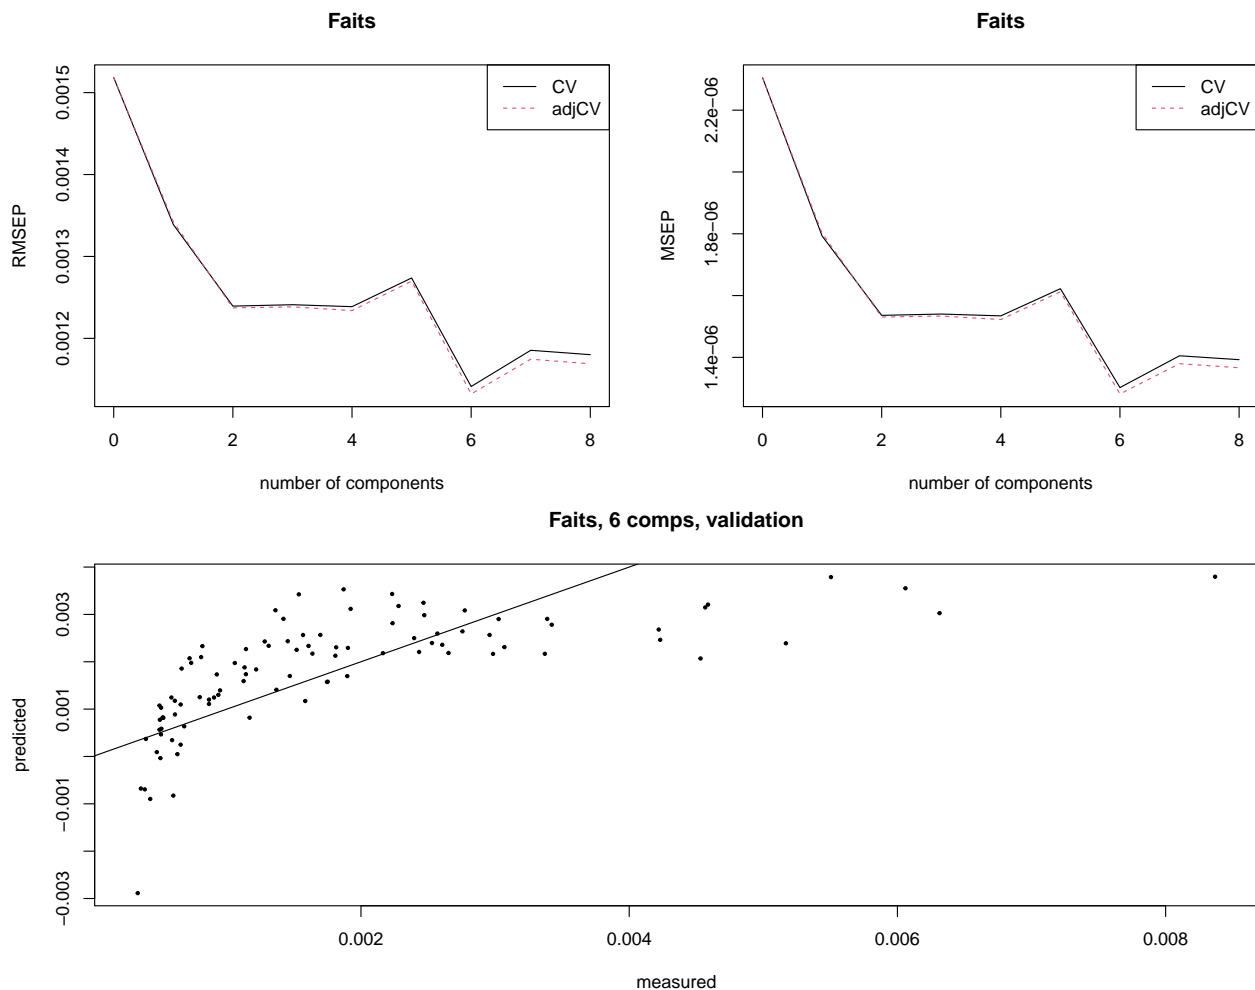 Faits
RMSEP
0.0012 0.0013 0.0014 0.0015
CV
adjCV
0 2 4 6 8
number of components
Faits
MSEP
1.4e−06 1.8e−06 2.2e−06
CV
adjCV
0 2 4 6 8
number of components
Faits, 6 comps, validation
predicted
−0.003 −0.001 0.001 0.003
0.002 0.004 0.006 0.008
measured